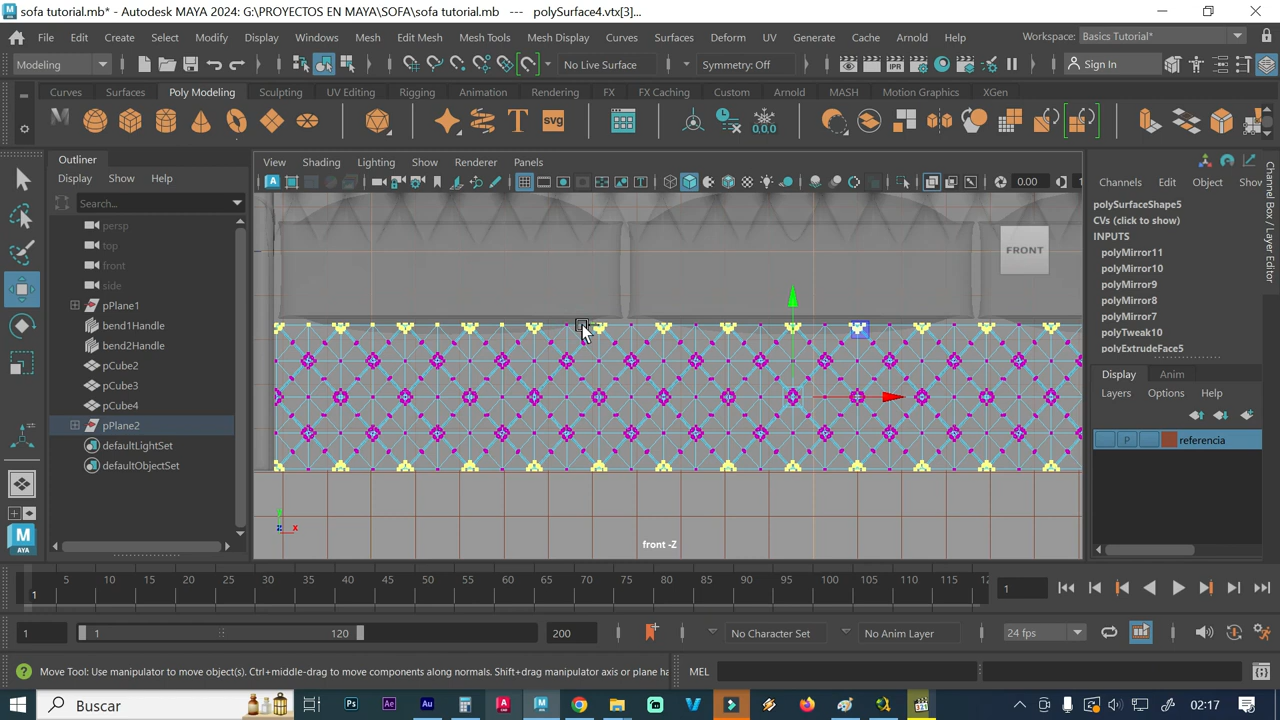 sofa tutorial.mb* - Autodesk MAYA 2024: G:\PROYECTOS EN MAYA\SOFA\sofa tutorial.mb --- polySurface4.vtx[3]...
File Edit Create Select Modify Display Windows Mesh Edit Mesh Mesh Tools Mesh Display Curves Surfaces Deform UV Generate Cache Arnold Help Workspace: Basics Tutorial*
Modeling No Live Surface Symmetry: Off Sign In
Curves Surfaces Poly Modeling Sculpting UV Editing Rigging Animation Rendering FX FX Caching Custom Arnold MASH Motion Graphics XGen
Outliner
Display Show Help
Search...
persp
top
front
side
pPlane1
bend1Handle
bend2Handle
pCube2
pCube3
pCube4
pPlane2
defaultLightSet
defaultObjectSet
View Shading Lighting Show Renderer Panels
0.00
FRONT
front -Z
Channels Edit Object Show
polySurfaceShape5
CVs (click to show)
INPUTS
polyMirror11
polyMirror10
polyMirror9
polyMirror8
polyMirror7
polyTweak10
polyExtrudeFace5
Display Anim
Layers Options Help
P referencia
Channel Box / Layer Editor
5 10 15 20 25 30 35 40 45 50 55 60 65 70 75 80 85 90 95 100 105 110 115 12
1 1
1 1 120 200 No Character Set No Anim Layer 24 fps
Move Tool: Use manipulator to move object(s). Ctrl+middle-drag to move components along normals. Shift+drag manipulator axis or plane ha
MEL
Buscar 02:17